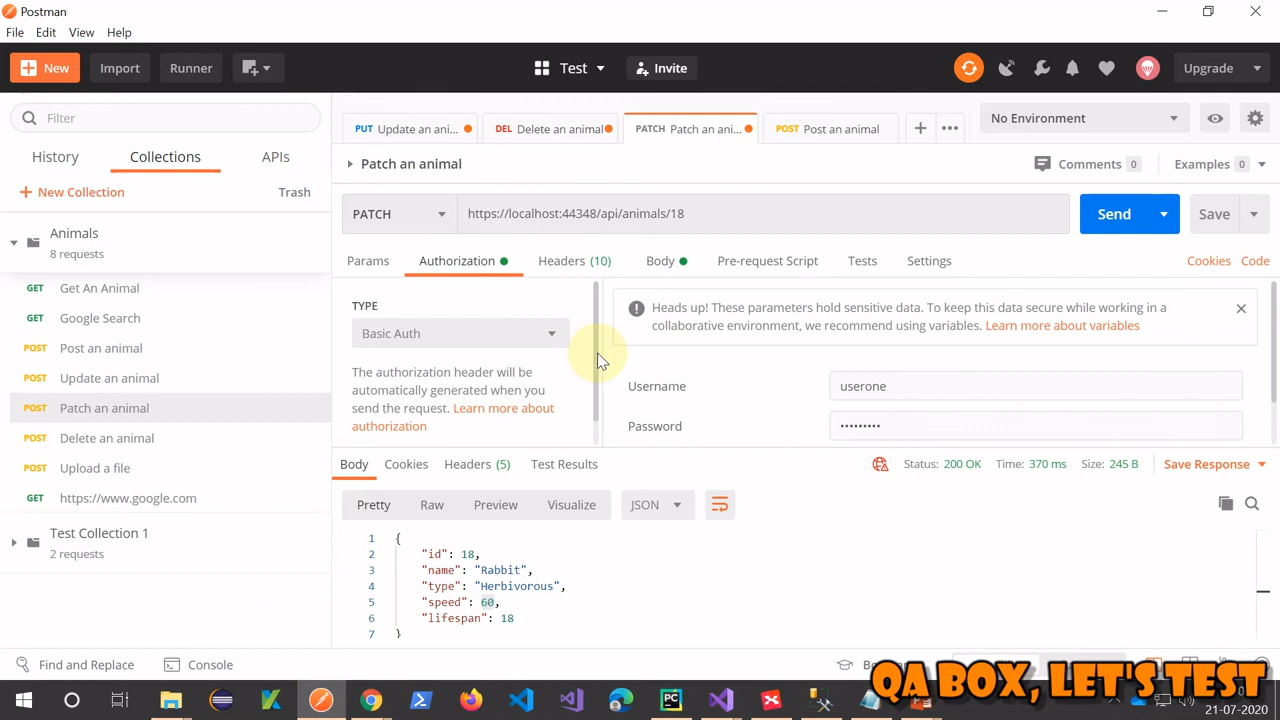 Postman
File Edit View Help
New Import Runner Test Invite Upgrade
Filter
PUT Update an ani... DEL Delete an animal PATCH Patch an ani... POST Post an animal No Environment
History Collections APIs
Patch an animal Comments 0 Examples 0
New Collection Trash
PATCH https://localhost:44348/api/animals/18 Send Save
Animals
8 requests
Params Authorization Headers (10) Body Pre-request Script Tests Settings Cookies Code
GET Get An Animal
GET Google Search
POST Post an animal
POST Update an animal
POST Patch an animal
POST Delete an animal
POST Upload a file
GET https://www.google.com
Test Collection 1
2 requests
TYPE
Basic Auth
The authorization header will be
automatically generated when you
send the request. Learn more about
authorization
Heads up! These parameters hold sensitive data. To keep this data secure while working in a
collaborative environment, we recommend using variables. Learn more about variables
Username userone
Password •••••••••
Body Cookies Headers (5) Test Results Status: 200 OK Time: 370 ms Size: 245 B Save Response
Pretty Raw Preview Visualize JSON
1 {
2 "id": 18,
3 "name": "Rabbit",
4 "type": "Herbivorous",
5 "speed": 60,
6 "lifespan": 18
7 }
Find and Replace Console
QA BOX, LET'S TEST
21-07-2020